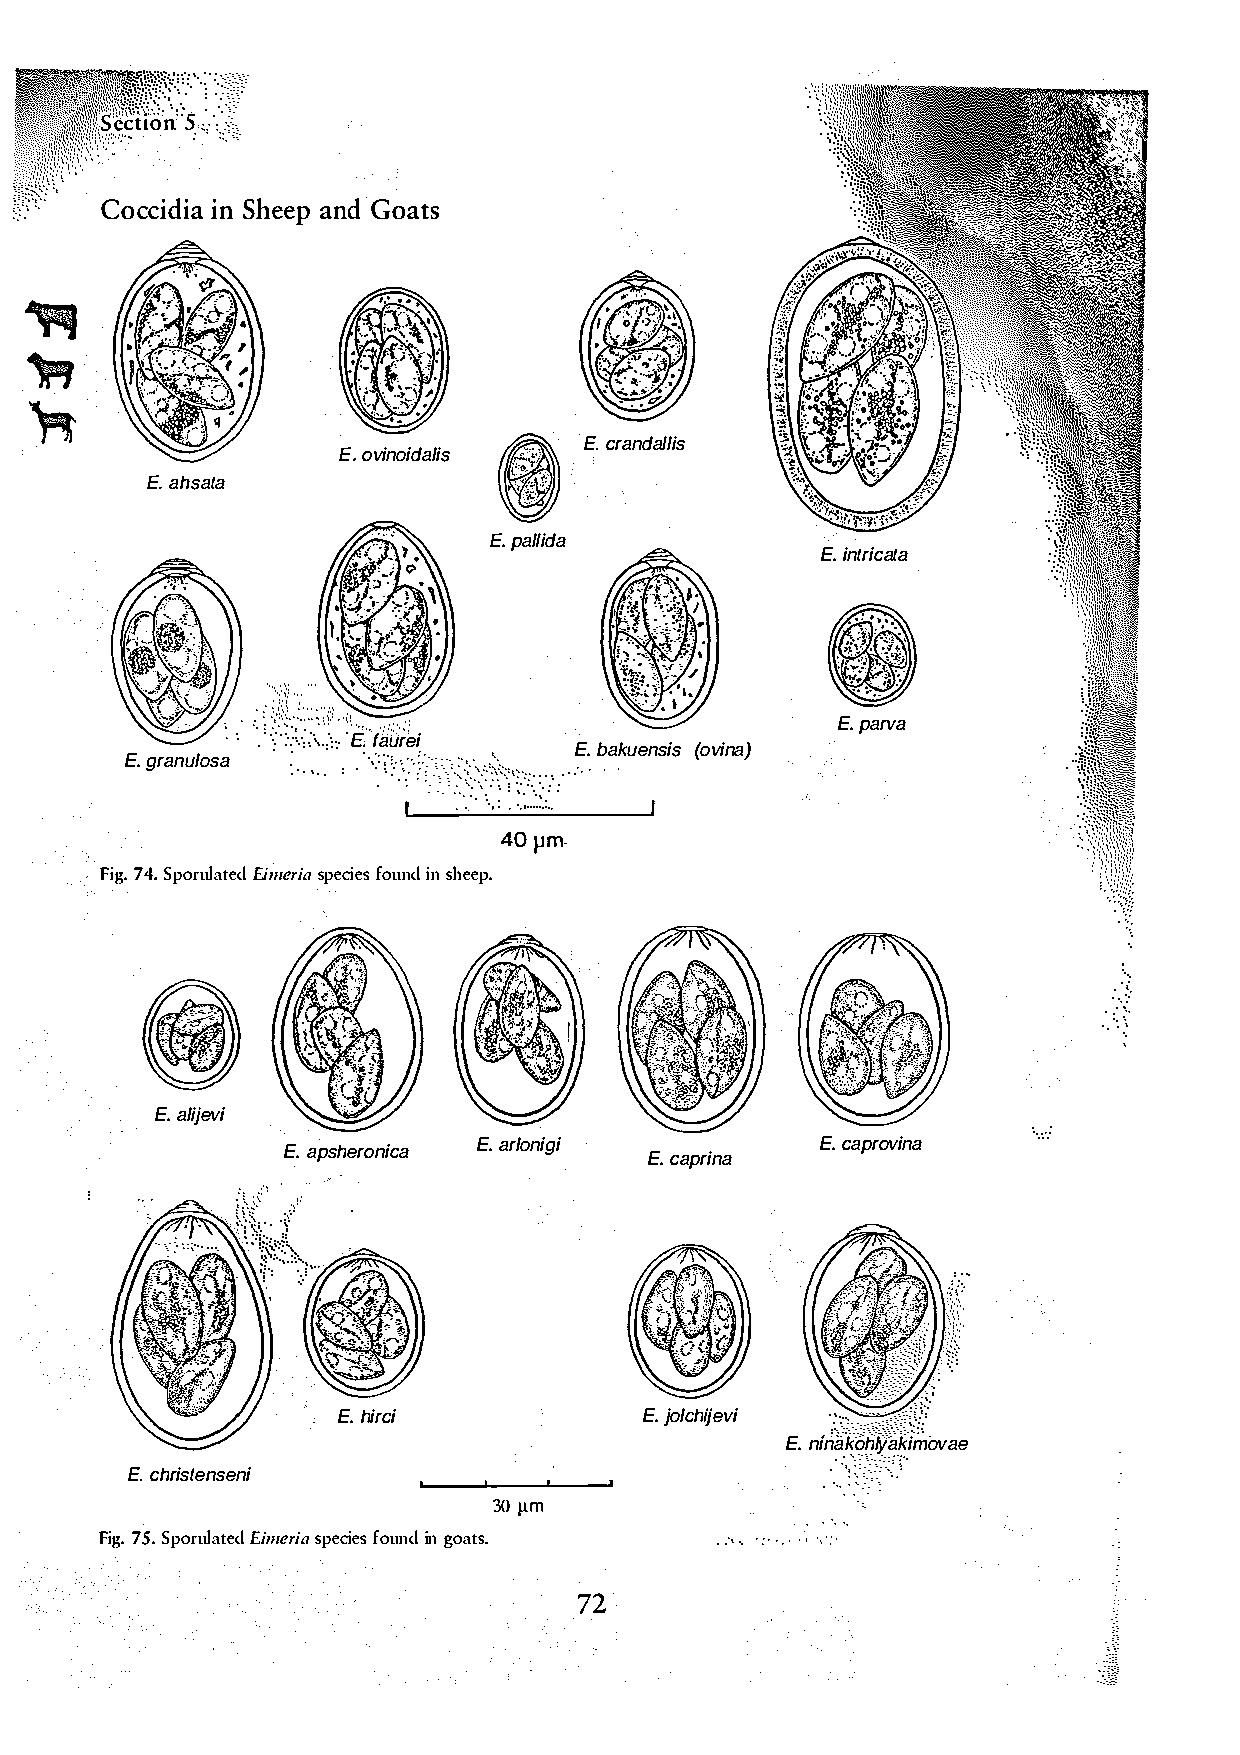 Section 5
Coccidia in Sheep and Goats
E. ahsata
E. ovinoidalis
E. crandallis
E. pallida
E. intricata
E. granulosa
E. faurei
E. bakuensis (ovina)
E. parva
40 µm
Fig. 74. Sporulated Eimeria species found in sheep.
E. alijevi
E. apsheronica
E. arlonigi
E. caprina
E. caprovina
E. christenseni
E. hirci
E. jolchijevi
E. ninakohlyakimovae
30 µm
Fig. 75. Sporulated Eimeria species found in goats.
72